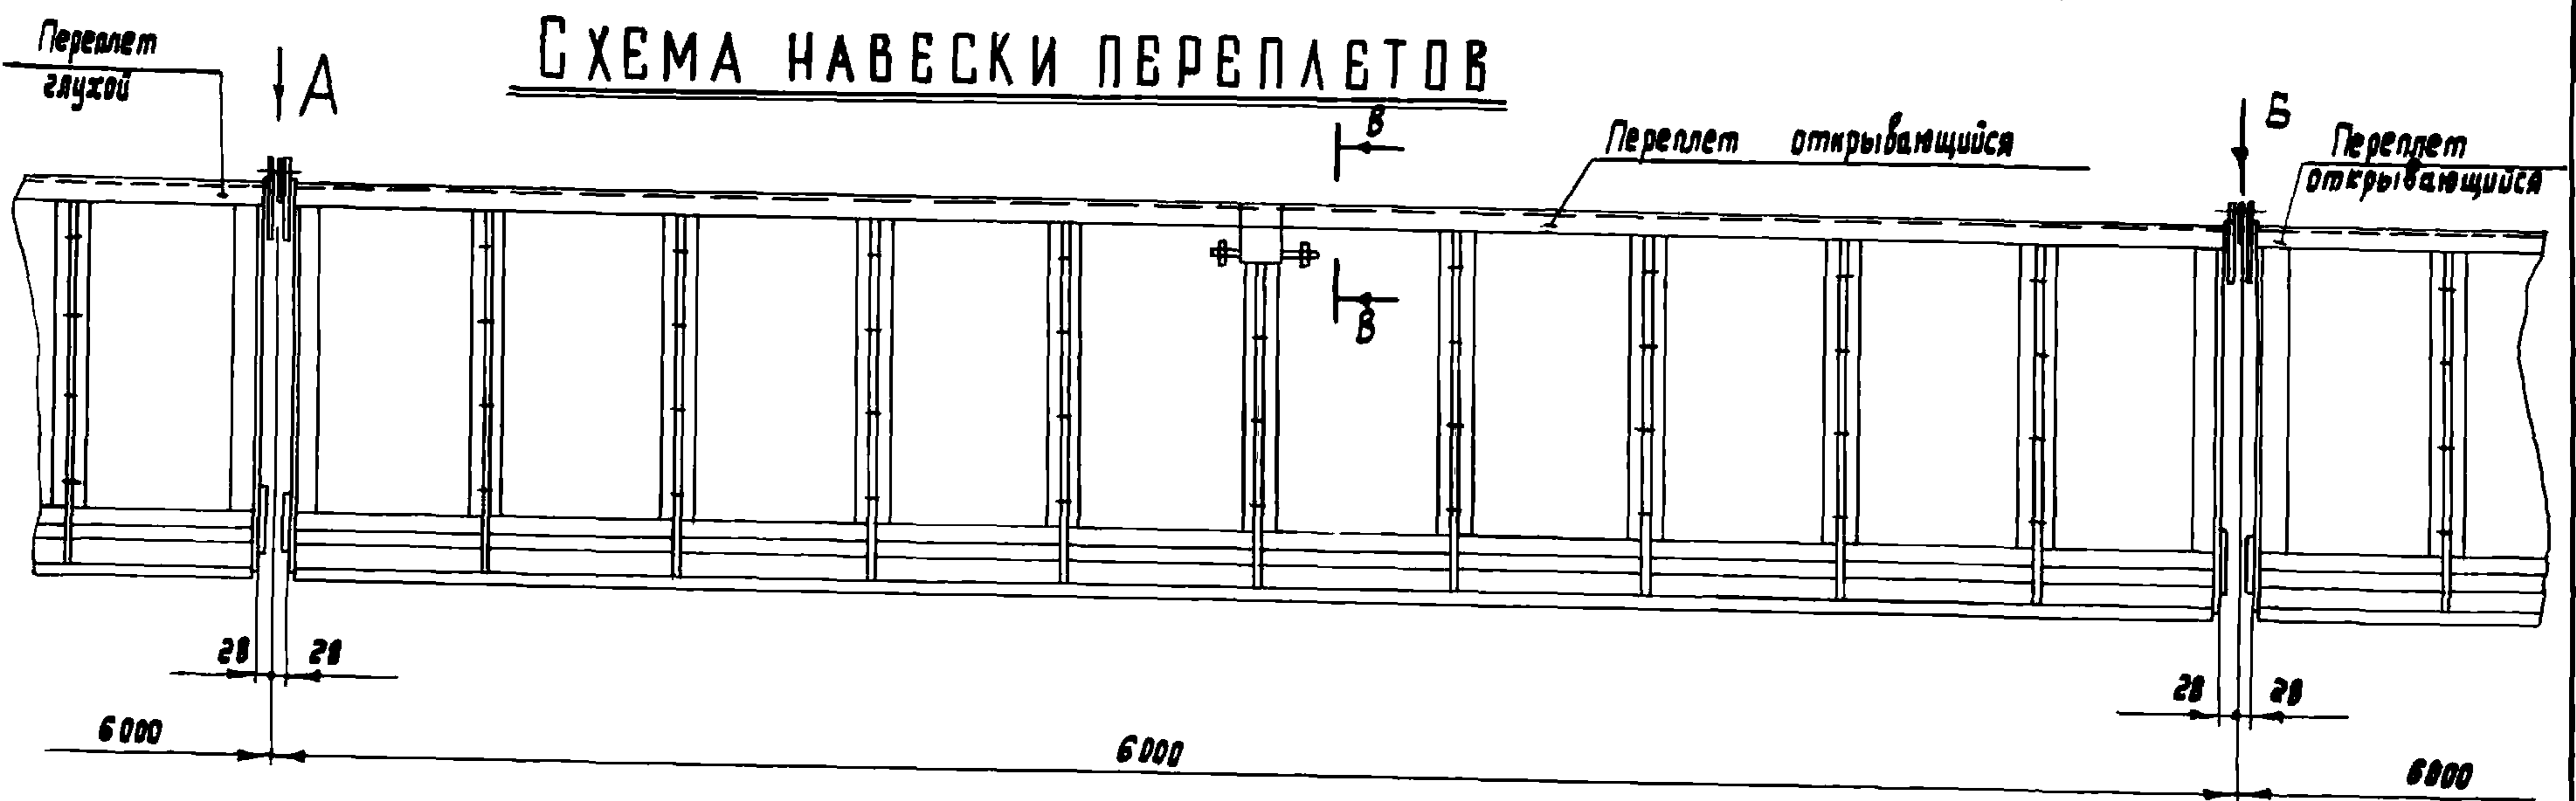 СХЕМА НАВЕСКИ ПЕРЕПЛЕТОВ
Переплет
глухой
А
В
Переплет открывающийся
Б
Переплет
открывающийся
В
28 28
28 28
6000
6000
6000